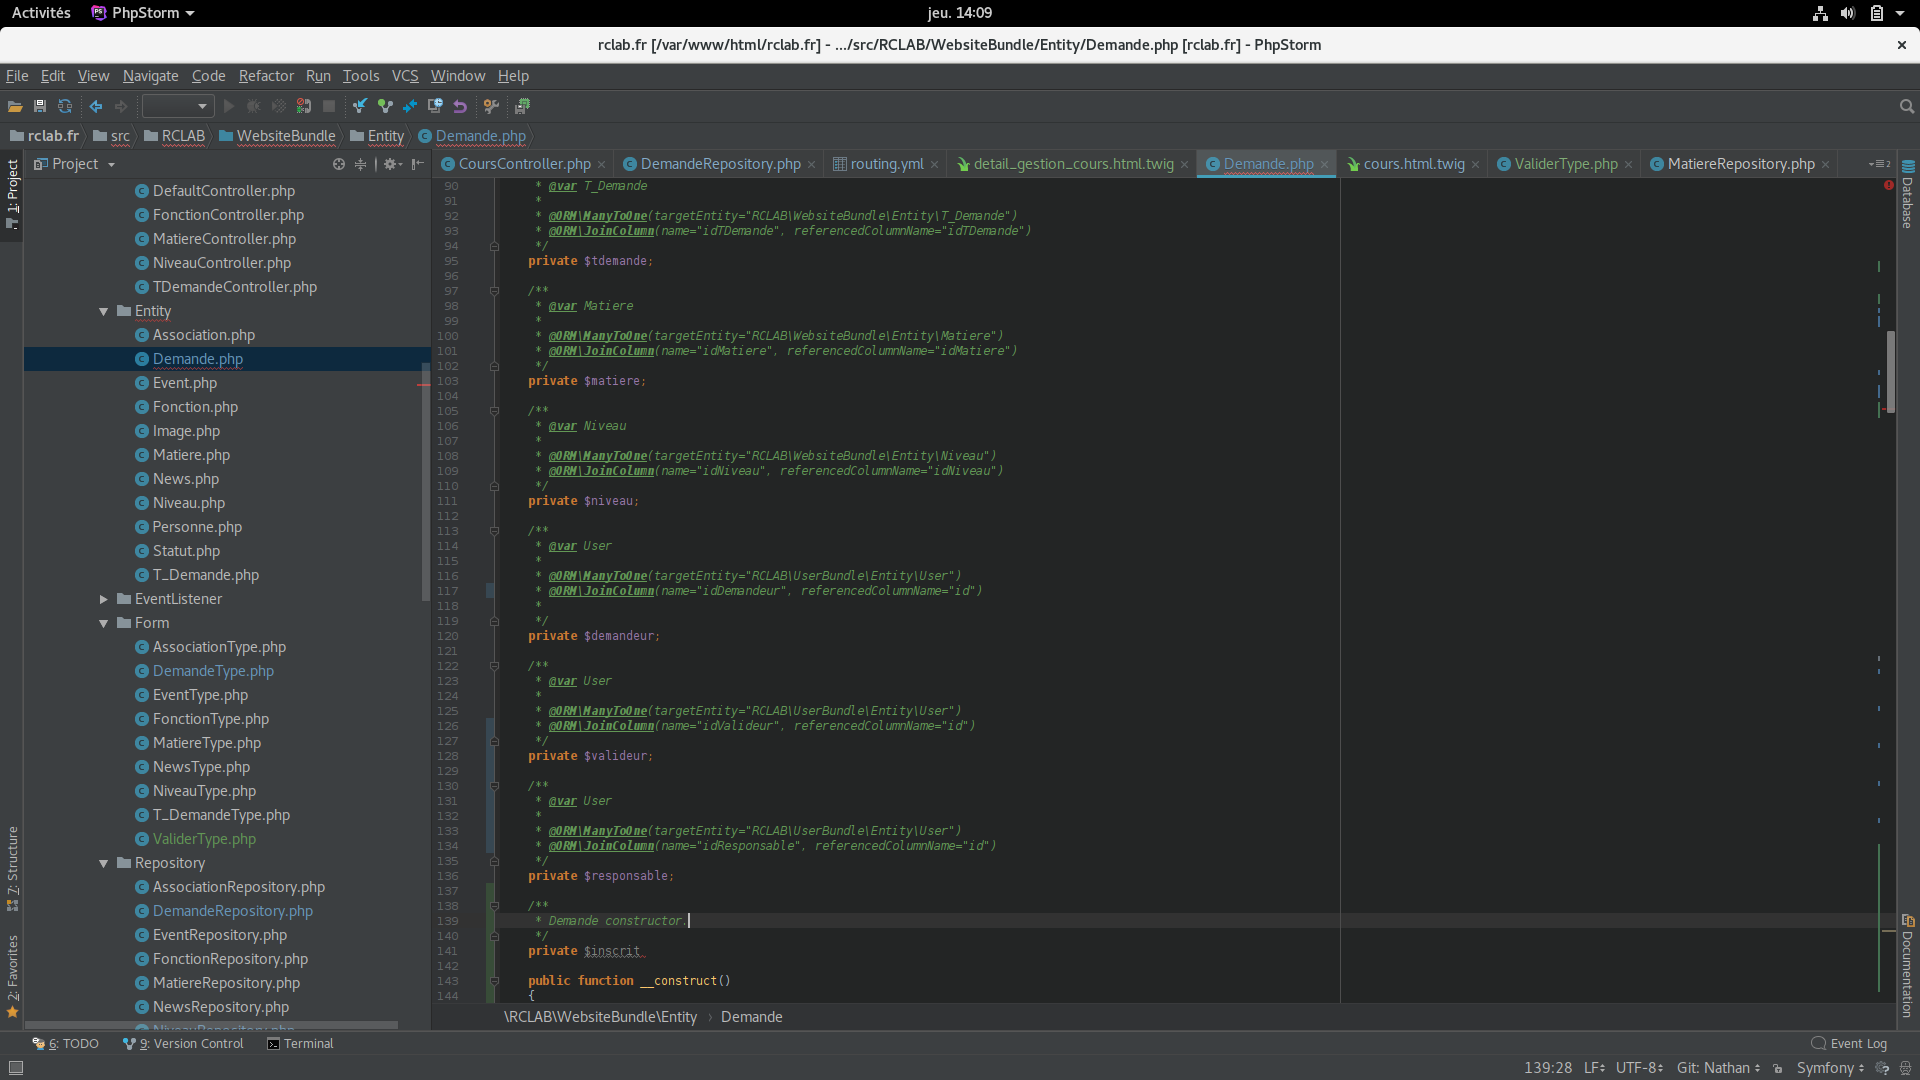 Activités PhpStorm jeu. 14:09
rclab.fr [/var/www/html/rclab.fr] - .../src/RCLAB/WebsiteBundle/Entity/Demande.php [rclab.fr] - PhpStorm
File Edit View Navigate Code Refactor Run Tools VCS Window Help
rclab.fr src RCLAB WebsiteBundle Entity Demande.php
1: Project
7: Structure
2: Favorites
Project
DefaultController.php
FonctionController.php
MatiereController.php
NiveauController.php
TDemandeController.php
Entity
Association.php
Demande.php
Event.php
Fonction.php
Image.php
Matiere.php
News.php
Niveau.php
Personne.php
Statut.php
T_Demande.php
EventListener
Form
AssociationType.php
DemandeType.php
EventType.php
FonctionType.php
MatiereType.php
NewsType.php
NiveauType.php
T_DemandeType.php
ValiderType.php
Repository
AssociationRepository.php
DemandeRepository.php
EventRepository.php
FonctionRepository.php
MatiereRepository.php
NewsRepository.php
NiveauRepository.php
CoursController.php DemandeRepository.php routing.yml detail_gestion_cours.html.twig Demande.php cours.html.twig ValiderType.php MatiereRepository.php
90 * @var T_Demande
91 *
92 * @ORM\ManyToOne(targetEntity="RCLAB\WebsiteBundle\Entity\T_Demande")
93 * @ORM\JoinColumn(name="idTDemande", referencedColumnName="idTDemande")
94 */
95 private $tdemande;
96
97 /**
98 * @var Matiere
99 *
100 * @ORM\ManyToOne(targetEntity="RCLAB\WebsiteBundle\Entity\Matiere")
101 * @ORM\JoinColumn(name="idMatiere", referencedColumnName="idMatiere")
102 */
103 private $matiere;
104
105 /**
106 * @var Niveau
107 *
108 * @ORM\ManyToOne(targetEntity="RCLAB\WebsiteBundle\Entity\Niveau")
109 * @ORM\JoinColumn(name="idNiveau", referencedColumnName="idNiveau")
110 */
111 private $niveau;
112
113 /**
114 * @var User
115 *
116 * @ORM\ManyToOne(targetEntity="RCLAB\UserBundle\Entity\User")
117 * @ORM\JoinColumn(name="idDemandeur", referencedColumnName="id")
118 *
119 */
120 private $demandeur;
121
122 /**
123 * @var User
124 *
125 * @ORM\ManyToOne(targetEntity="RCLAB\UserBundle\Entity\User")
126 * @ORM\JoinColumn(name="idValideur", referencedColumnName="id")
127 */
128 private $valideur;
129
130 /**
131 * @var User
132 *
133 * @ORM\ManyToOne(targetEntity="RCLAB\UserBundle\Entity\User")
134 * @ORM\JoinColumn(name="idResponsable", referencedColumnName="id")
135 */
136 private $responsable;
137
138 /**
139 * Demande constructor.
140 */
141 private $inscrit
142
143 public function __construct()
144 {
\RCLAB\WebsiteBundle\Entity › Demande
Database
Documentation
6: TODO 9: Version Control Terminal Event Log
139:28 LF UTF-8 Git: Nathan Symfony